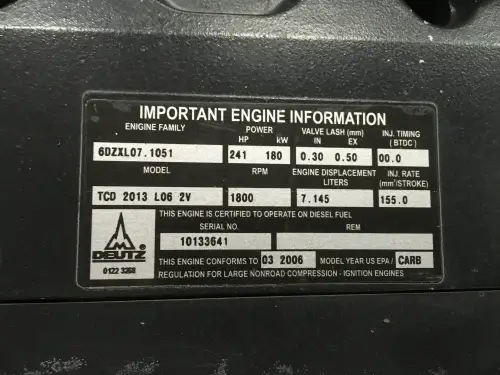 IMPORTANT ENGINE INFORMATION
ENGINE FAMILY POWER VALVE LASH (mm) INJ. TIMING
HP kW IN EX (BTDC)
6DZXL07.1051 241 180 0.30 0.50 00.0
MODEL RPM ENGINE DISPLACEMENT INJ. RATE
LITERS (mm³/STROKE)
TCD 2013 L06 2V 1800 7.145 155.0
THIS ENGINE IS CERTIFIED TO OPERATE ON DIESEL FUEL
SERIAL NO. REM
10133641
DEUTZ
THIS ENGINE CONFORMS TO 03 2006 MODEL YEAR US EPA / CARB
0122 3268 REGULATION FOR LARGE NONROAD COMPRESSION - IGNITION ENGINES